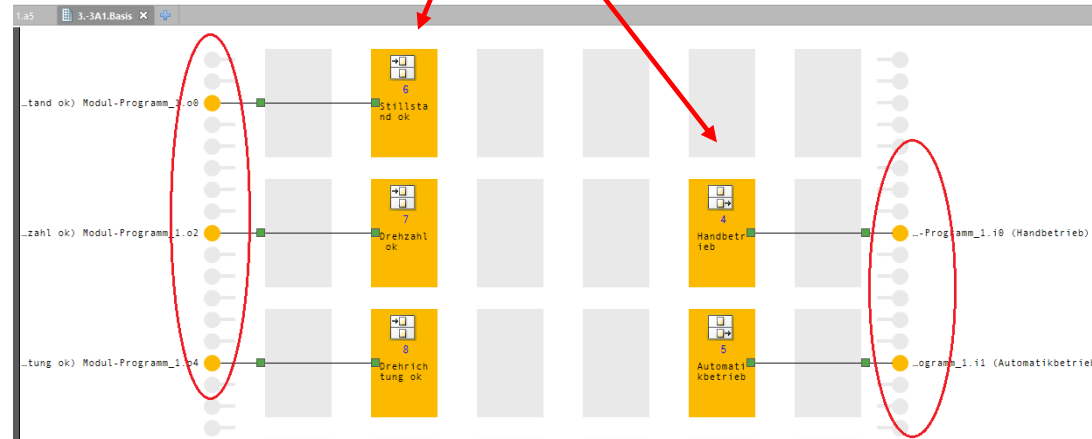 1.a5 3.-3A1.Basis
6
…tand ok) Modul-Programm_1.o0
Stillsta
nd ok
7
4
…zahl ok) Modul-Programm_1.o2
Drehzahl
ok
Handbetr
ieb
…-Programm_1.i0 (Handbetrieb)
8
5
…tung ok) Modul-Programm_1.o4
Drehrich
tung ok
Automati
kbetrieb
…ogramm_1.i1 (Automatikbetrieb